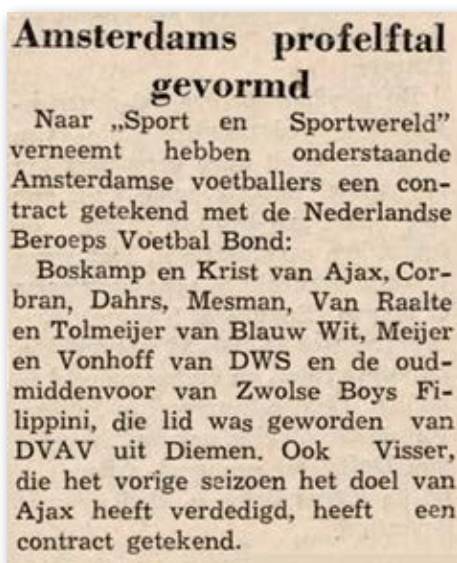 Amsterdams profelftal
gevormd
Naar „Sport en Sportwereld”
verneemt hebben onderstaande
Amsterdamse voetballers een con-
tract getekend met de Nederlandse
Beroeps Voetbal Bond:
Boskamp en Krist van Ajax, Cor-
bran, Dahrs, Mesman, Van Raalte
en Tolmeijer van Blauw Wit, Meijer
en Vonhoff van DWS en de oud-
middenvoor van Zwolse Boys Fi-
lippini, die lid was geworden van
DVAV uit Diemen. Ook Visser,
die het vorige seizoen het doel van
Ajax heeft verdedigd, heeft een
contract getekend.